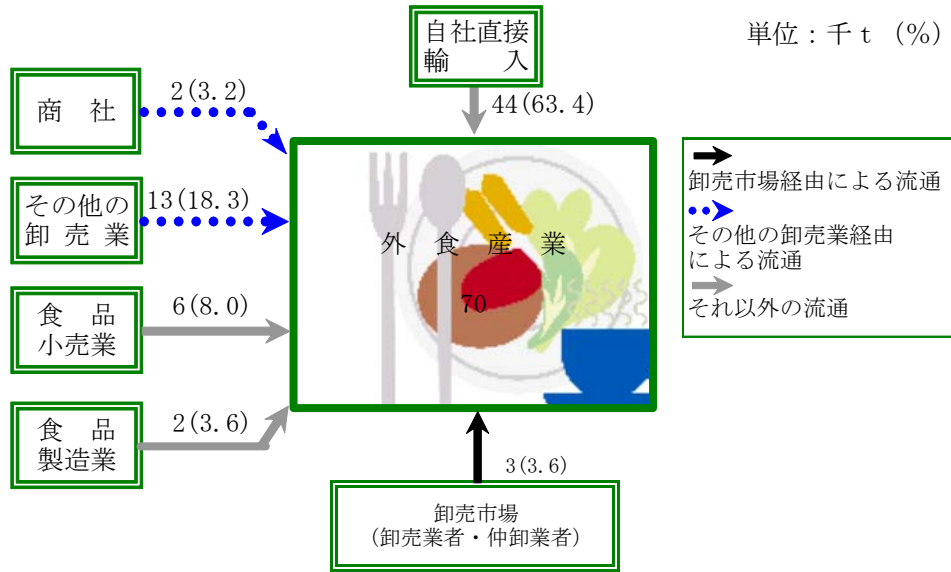 単位：千ｔ （％）
自社直接
輸　　入
44(63.4)
商　社
2(3.2)
その他の
卸 売 業
13(18.3)
食　品
小売業
6(8.0)
食　品
製造業
2(3.6)
外 食 産 業
70
3(3.6)
卸売市場
(卸売業者・仲卸業者)
卸売市場経由による流通
その他の卸売業経由
による流通
それ以外の流通